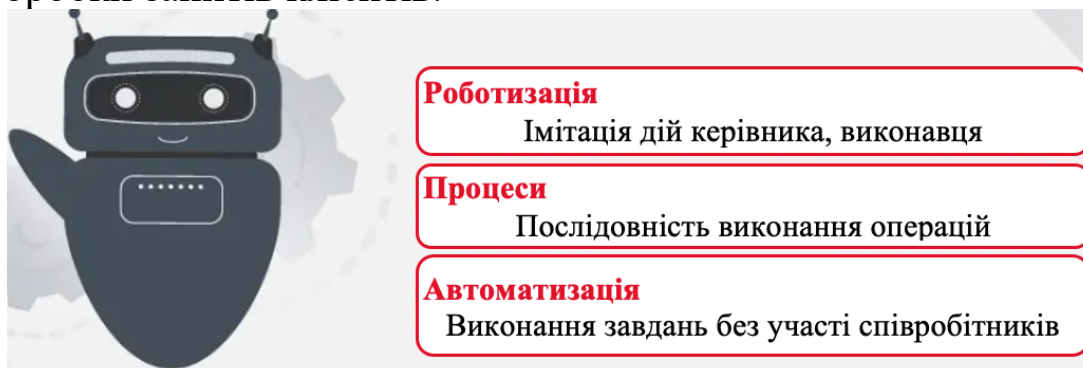 Роботизація
Імітація дій керівника, виконавця
Процеси
Послідовність виконання операцій
Автоматизація
Виконання завдань без участі співробітників